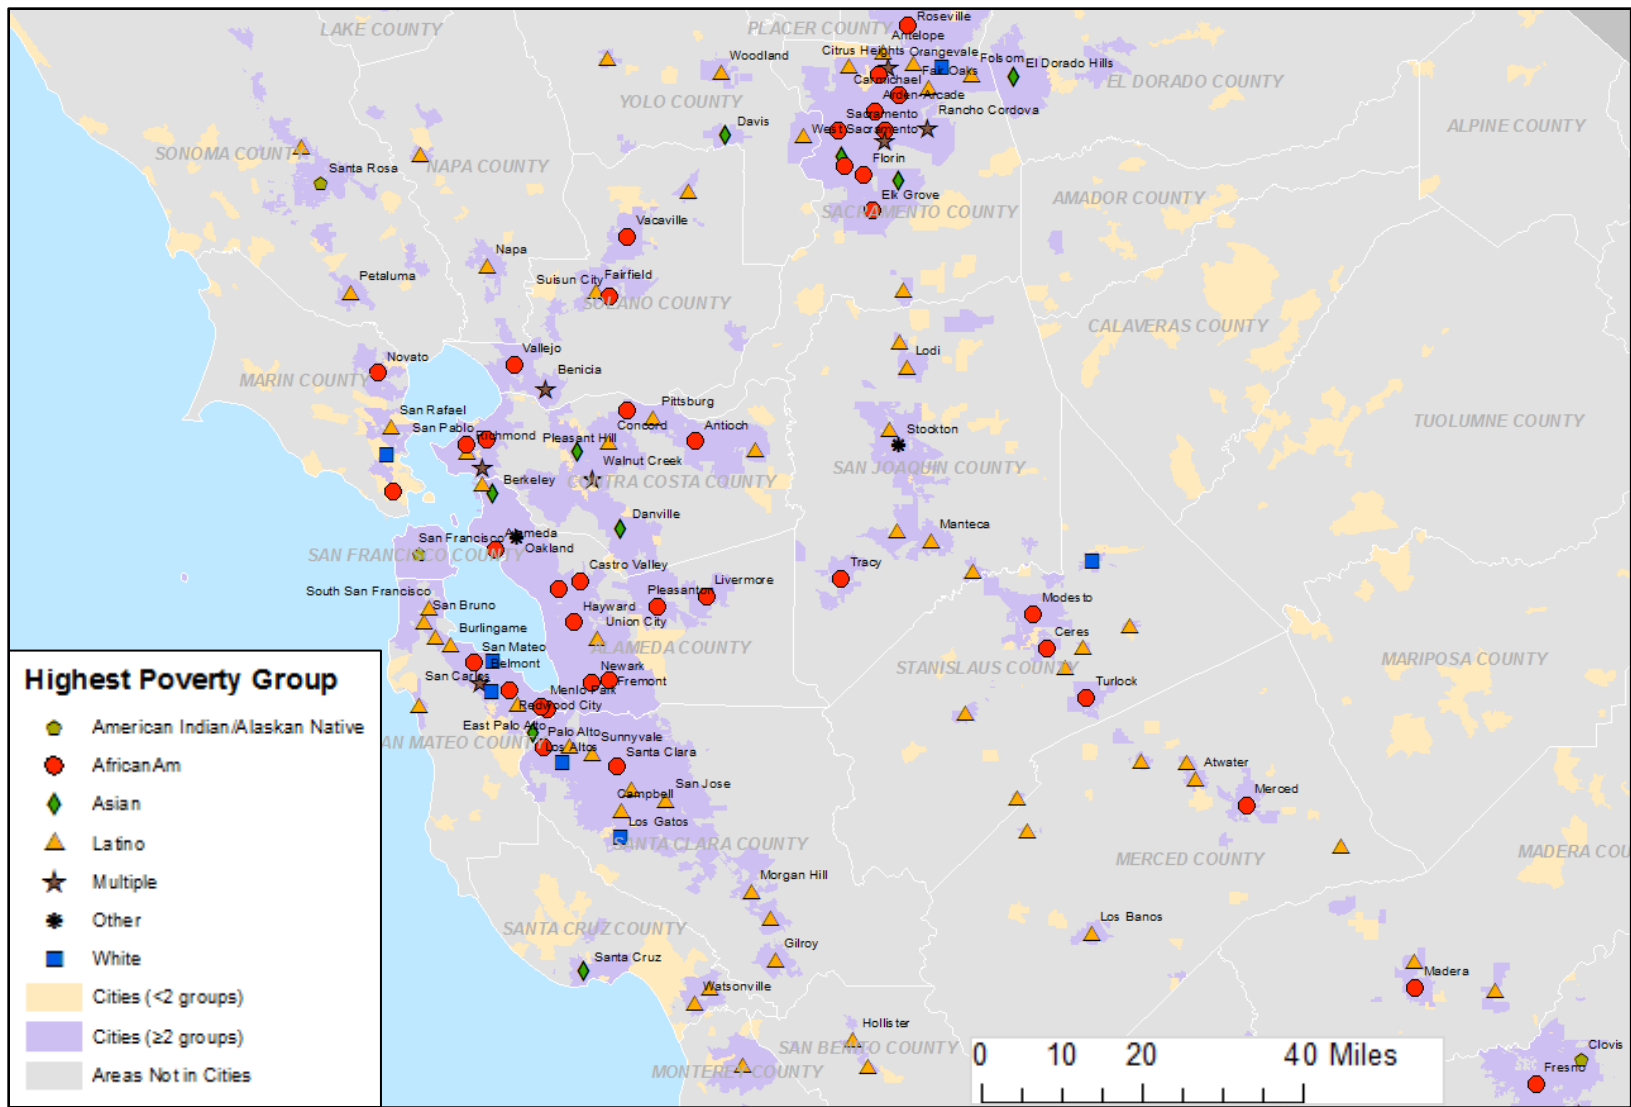 Roseville
LAKE COUNTY
PLACER COUNTY
Antelope
Citrus Heights
Orangevale
Woodland
Folsom
El Dorado Hills
Fair Oaks
Carmichael
EL DORADO COUNTY
Arden-Arcade
YOLO COUNTY
Rancho Cordova
Sacramento
Davis
West Sacramento
ALPINE COUNTY
SONOMA COUNTY
Florin
Santa Rosa
NAPA COUNTY
Elk Grove
AMADOR COUNTY
SACRAMENTO COUNTY
Vacaville
Napa
Petaluma
Suisun City
Fairfield
SOLANO COUNTY
CALAVERAS COUNTY
Vallejo
Lodi
Novato
Benicia
MARIN COUNTY
Pittsburg
San Rafael
TUOLUMNE COUNTY
San Pablo
Richmond
Concord
Antioch
Stockton
Pleasant Hill
Walnut Creek
SAN JOAQUIN COUNTY
Berkeley
CONTRA COSTA COUNTY
Danville
Manteca
San Francisco
Alameda
Oakland
SAN FRANCISCO COUNTY
Castro Valley
Tracy
Livermore
South San Francisco
Pleasanton
San Bruno
Hayward
Modesto
Union City
Burlingame
Ceres
San Mateo
ALAMEDA COUNTY
Belmont
MARIPOSA COUNTY
Newark
STANISLAUS COUNTY
San Carlos
Fremont
Turlock
Menlo Park
Redwood City
East Palo Alto
Palo Alto
Sunnyvale
AN MATEO COUNTY
Los Altos
Santa Clara
Atwater
San Jose
Merced
Campbell
Los Gatos
SANTA CLARA COUNTY
MERCED COUNTY
MADERA COU
Morgan Hill
Los Banos
SANTA CRUZ COUNTY
Gilroy
Santa Cruz
Madera
Watsonville
Hollister
SAN BENITO COUNTY
Clovis
MONTEREY COUNTY
Fresno
Highest Poverty Group
American Indian/Alaskan Native
AfricanAm
Asian
Latino
Multiple
Other
White
Cities (<2 groups)
Cities (≥2 groups)
Areas Not in Cities
0 10 20 40 Miles